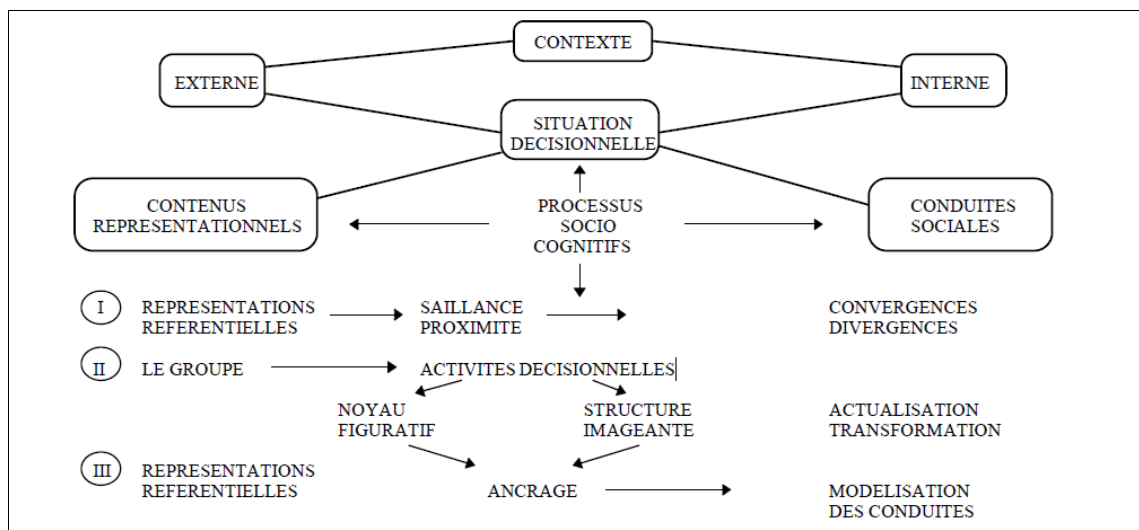 CONTEXTE
EXTERNE
INTERNE
SITUATION
DECISIONNELLE
CONTENUS
REPRESENTATIONNELS
PROCESSUS
SOCIO
COGNITIFS
CONDUITES
SOCIALES
I
REPRESENTATIONS
REFERENTIELLES
SAILLANCE
PROXIMITE
CONVERGENCES
DIVERGENCES
II
LE GROUPE
ACTIVITES DECISIONNELLES
NOYAU
FIGURATIF
STRUCTURE
IMAGEANTE
ACTUALISATION
TRANSFORMATION
III
REPRESENTATIONS
REFERENTIELLES
ANCRAGE
MODELISATION
DES CONDUITES